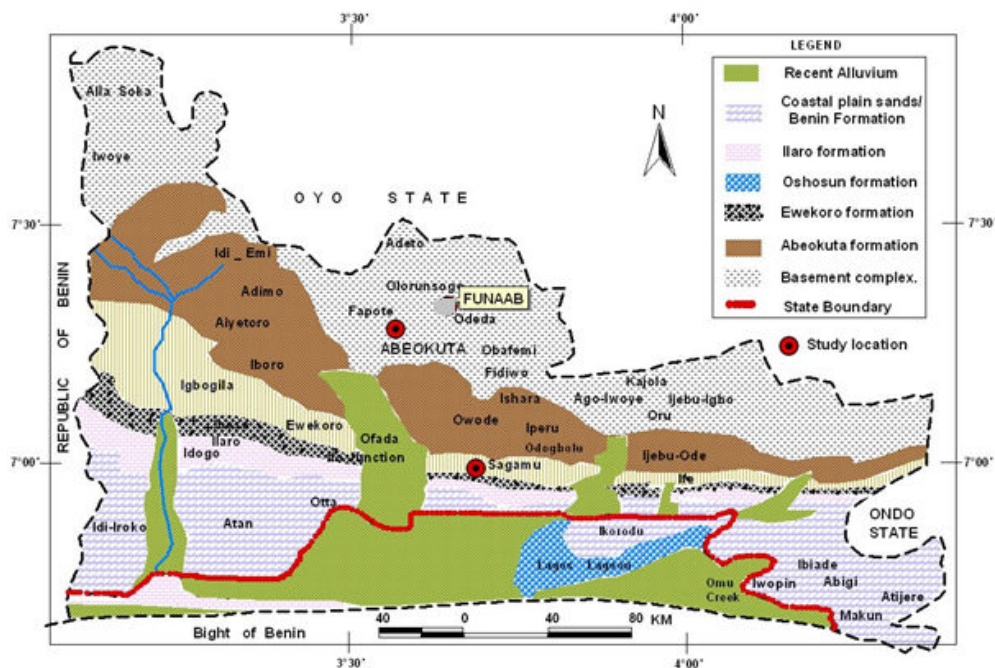 3°30'
4°00'
LEGEND
Recent Alluvium
Coastal plain sands/
Benin Formation
Ilaro formation
Oshosun formation
Ewekoro formation
Abeokuta formation
Basement complex.
State Boundary
Study location
N
Alla Soka
Iwoye
OYO STATE
7°30'
7°30'
Adeto
Idi _ Emi
Olorunsogo
Adimo
FUNAAB
Fapote
Odeda
Aiyetoro
ABEOKUTA
Obafemi
REPUBLIC OF BENIN
Iboro
Fidiwo
Kajola
Igbogila
Ishara
Ago-Iwoye
Ijebu-Igbo
Oru
Ewekoro
Owode
Iperu
Ofada
Ilaro
Odogbolu
Idogo
Junction
Ijebu-Ode
7°00'
Sagamu
7°00'
Ife
Otta
Idi-Iroko
Atan
Ikorodu
ONDO
STATE
Lagos Lagoon
Ibiade
Omu
Creek
Iwopin
Abigi
Atijere
Makun
Bight of Benin
40 0 40 80 KM
3°30'
4°00'